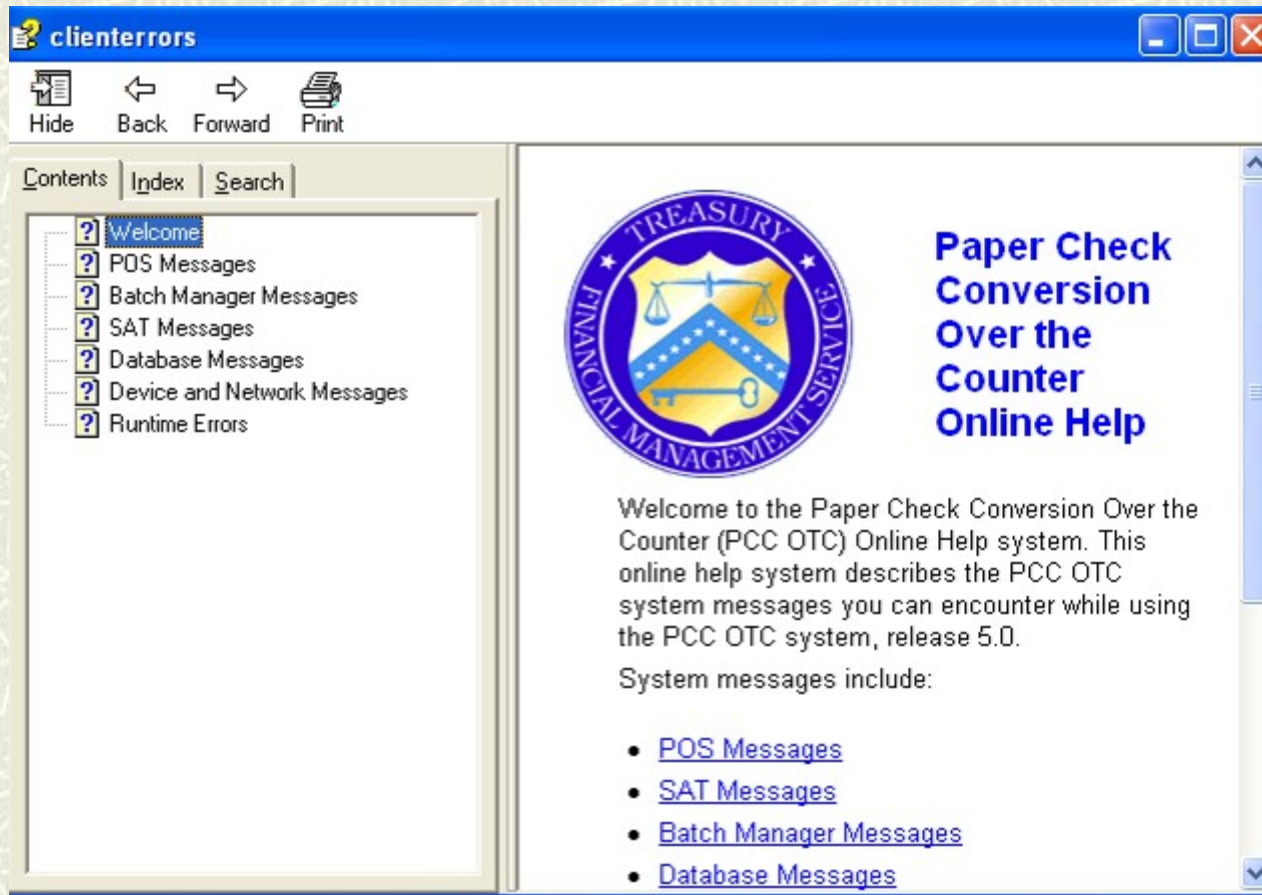 clienterrors
Hide Back Forward Print
Contents Index Search
Welcome
POS Messages
Batch Manager Messages
SAT Messages
Database Messages
Device and Network Messages
Runtime Errors
TREASURY
FINANCIAL MANAGEMENT SERVICE
Paper Check
Conversion
Over the
Counter
Online Help
Welcome to the Paper Check Conversion Over the
Counter (PCC OTC) Online Help system. This
online help system describes the PCC OTC
system messages you can encounter while using
the PCC OTC system, release 5.0.
System messages include:
• POS Messages
• SAT Messages
• Batch Manager Messages
• Database Messages